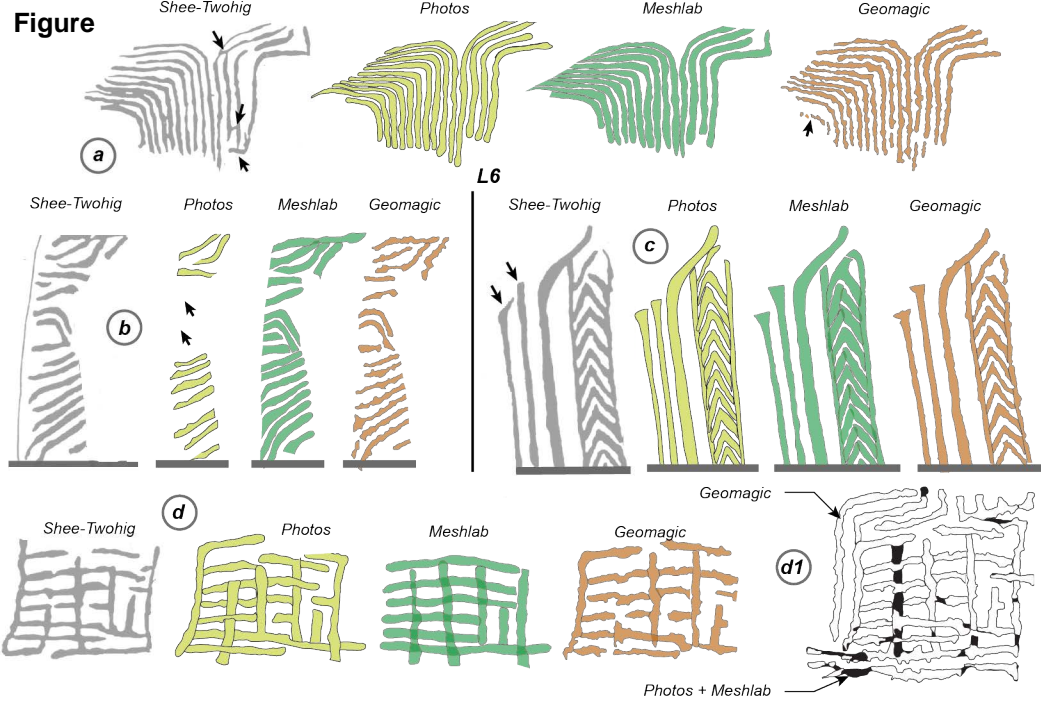 Figure
Shee-Twohig
Photos
Meshlab
Geomagic
a
L6
Shee-Twohig
Photos
Meshlab
Geomagic
b
Shee-Twohig
Photos
Meshlab
Geomagic
c
d
Shee-Twohig
Photos
Meshlab
Geomagic
Geomagic
d1
Photos + Meshlab